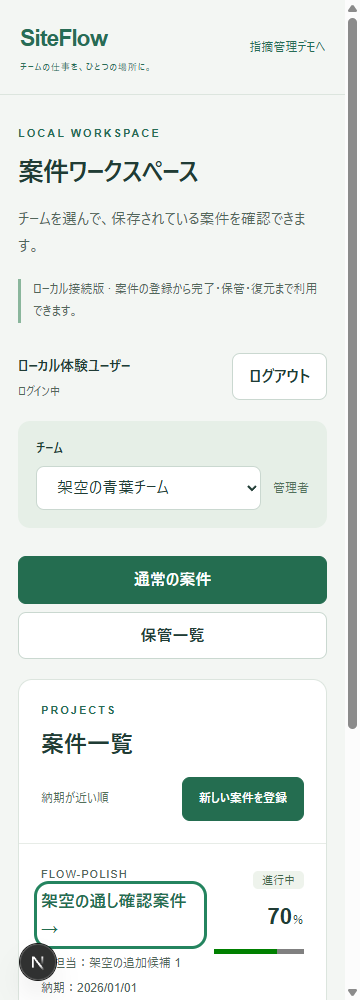 SiteFlow
チームの仕事を、ひとつの場所に。
指摘管理デモへ
LOCAL WORKSPACE
案件ワークスペース
チームを選んで、保存されている案件を確認できま
す。
ローカル接続版 · 案件の登録から完了・保管・復元まで利用
できます。
ローカル体験ユーザー
ログイン中
ログアウト
チーム
架空の青葉チーム
管理者
通常の案件
保管一覧
PROJECTS
案件一覧
納期が近い順
新しい案件を登録
FLOW-POLISH
進行中
架空の通し確認案件
→
70%
担当：架空の追加候補 1
納期：2026/01/01
N